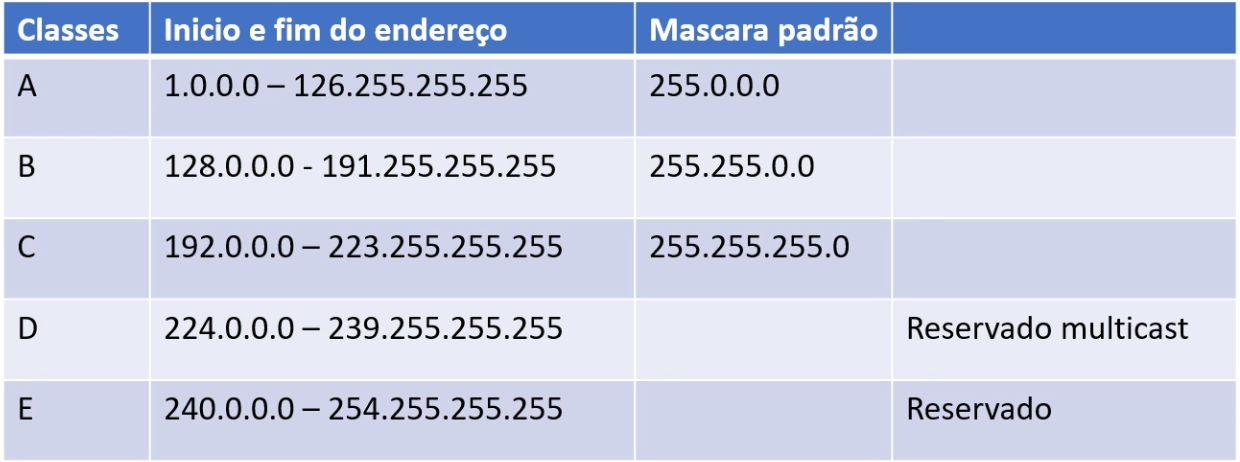 Classes Inicio e fim do endereço Mascara padrão
A 1.0.0.0 – 126.255.255.255 255.0.0.0
B 128.0.0.0 - 191.255.255.255 255.255.0.0
C 192.0.0.0 – 223.255.255.255 255.255.255.0
D 224.0.0.0 – 239.255.255.255 Reservado multicast
E 240.0.0.0 – 254.255.255.255 Reservado